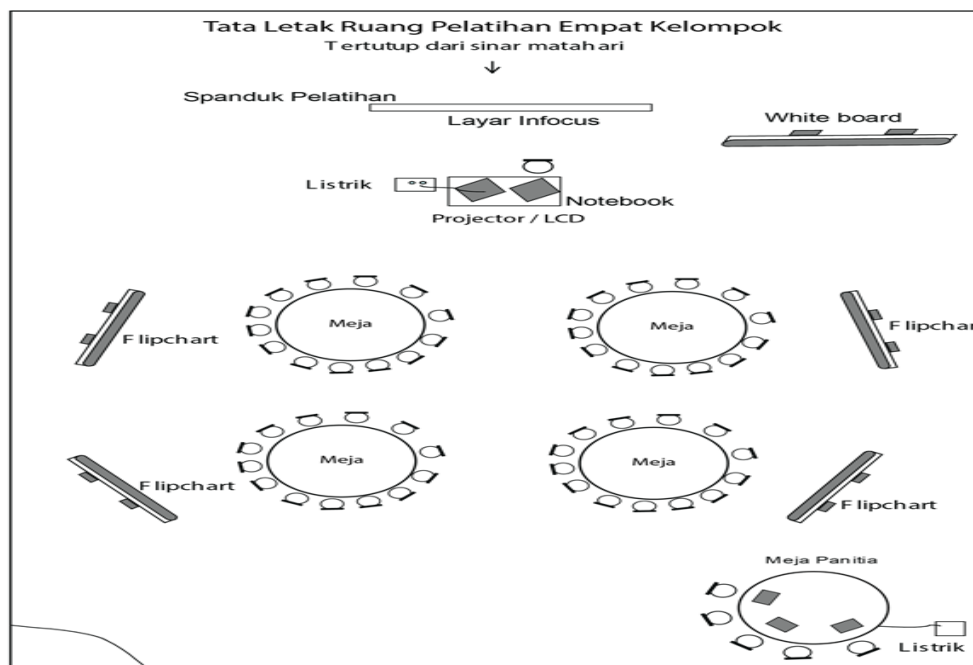 Tata Letak Ruang Pelatihan Empat Kelompok
Tertutup dari sinar matahari
Spanduk Pelatihan
Layar Infocus
White board
Listrik
Notebook
Projector / LCD
Meja
Meja
Flipchart
Flipchar
Meja
Meja
Flipchart
Flipchart
Meja Panitia
Listrik